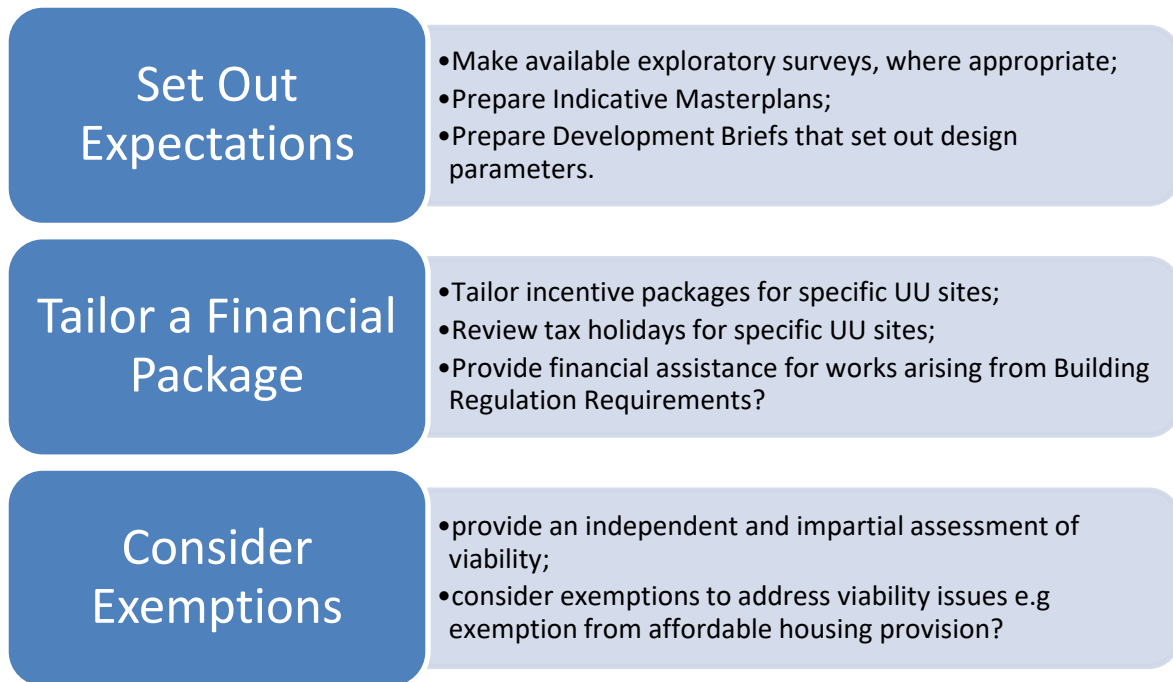 Set Out
Expectations
•Make available exploratory surveys, where appropriate;
•Prepare Indicative Masterplans;
•Prepare Development Briefs that set out design
parameters.
Tailor a Financial
Package
•Tailor incentive packages for specific UU sites;
•Review tax holidays for specific UU sites;
•Provide financial assistance for works arising from Building
Regulation Requirements?
Consider
Exemptions
•provide an independent and impartial assessment of
viability;
•consider exemptions to address viability issues e.g
exemption from affordable housing provision?